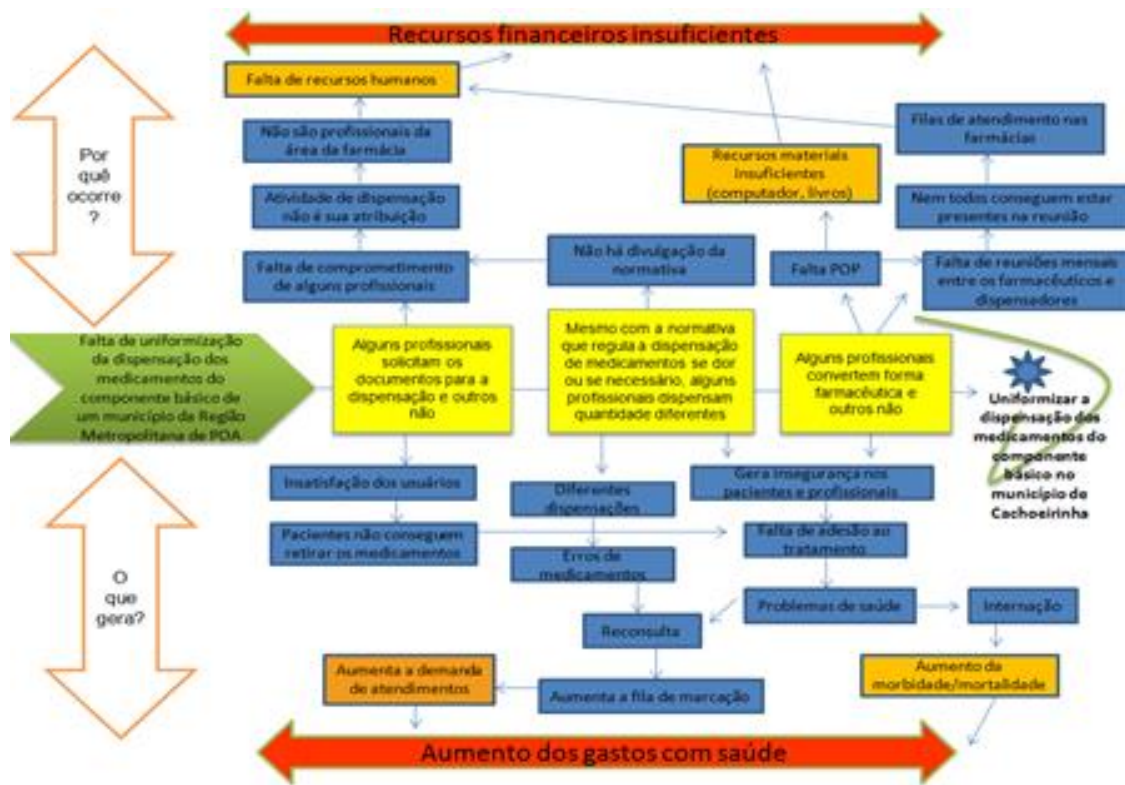 Recursos financeiros insuficientes
Falta de recursos humanos
Não são profissionais da
área da farmácia
Atividade de dispensação
não é sua atribuição
Falta de comprometimento
de alguns profissionais
Não há divulgação da
normativa
Recursos materiais
insuficientes
(computador, livros)
Falta POP
Filas de atendimento nas
farmácias
Nem todos conseguem estar
presentes na reunião
Falta de reuniões mensais
entre os farmacêuticos e
dispensadores
Por
quê
ocorre
?
Falta de uniformização
da dispensação dos
medicamentos do
componente básico de
um município da Região
Metropolitana de POA
Alguns profissionais
solicitam os
documentos para a
dispensação e outros
não
Mesmo com a normativa
que regula a dispensação
de medicamentos se dor
ou se necessário, alguns
profissionais dispensam
quantidade diferentes
Alguns profissionais
convertem forma
farmacêutica e
outros não
Uniformizar a
dispensação dos
medicamentos do
componente
básico no
município de
Cachoeirinha
O
que
gera?
Insatisfação dos usuários
Pacientes não conseguem
retirar os medicamentos
Diferentes
dispensações
Erros de
medicamentos
Gera insegurança nos
pacientes e profissionais
Falta de adesão ao
tratamento
Problemas de saúde
Internação
Reconsulta
Aumenta a demanda
de atendimentos
Aumenta a fila de marcação
Aumento da
morbidade/mortalidade
Aumento dos gastos com saúde